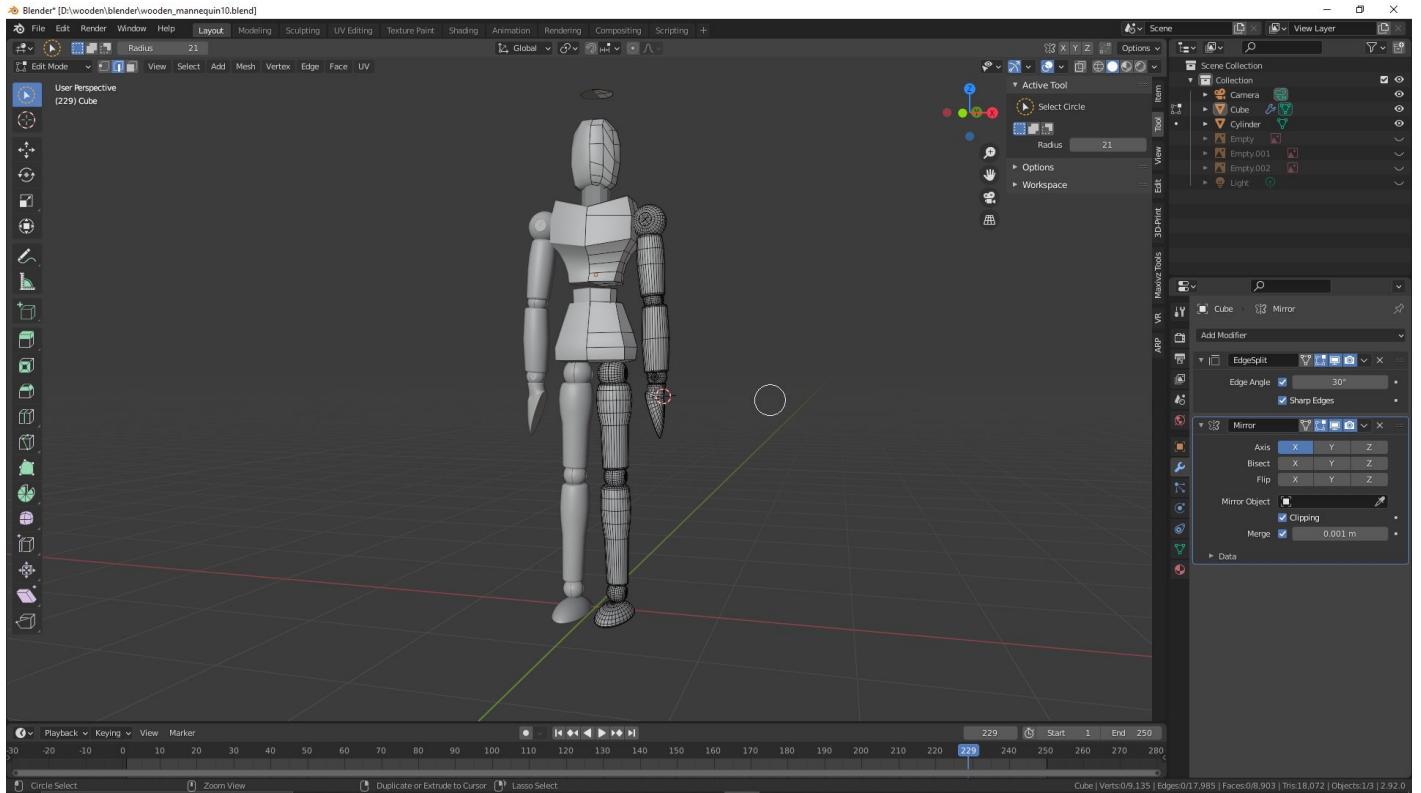 Blender* [D:\wooden\blender\wooden_mannequin10.blend]
File Edit Render Window Help Layout Modeling Sculpting UV Editing Texture Paint Shading Animation Rendering Compositing Scripting + Scene View Layer
Radius 21 Global X Y Z Options
Edit Mode View Select Add Mesh Vertex Edge Face UV
User Perspective
(229) Cube
Z
X
Active Tool
Select Circle
Radius 21
Options
Workspace
Item
Tool
View
Edit
3D-Print
Maxivz Tools
VR
ARP
Scene Collection
Collection
Camera
Cube
Cylinder
Empty
Empty.001
Empty.002
Light
Cube Mirror
Add Modifier
EdgeSplit
Edge Angle 30°
Sharp Edges
Mirror
Axis X Y Z
Bisect X Y Z
Flip X Y Z
Mirror Object
Clipping
Merge 0.001 m
Data
Playback Keying View Marker 229 Start 1 End 250
-30 -20 -10 0 10 20 30 40 50 60 70 80 90 100 110 120 130 140 150 160 170 180 190 200 210 220 229 240 250 260 270 280
Circle Select Zoom View Duplicate or Extrude to Cursor Lasso Select Cube | Verts:0/9,135 | Edges:0/17,985 | Faces:0/8,903 | Tris:18,072 | Objects:1/3 | 2.92.0